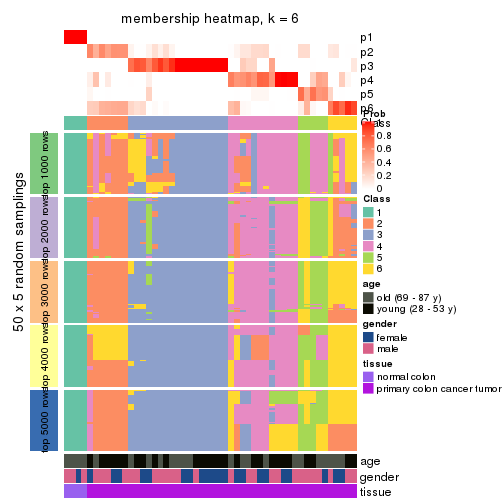 membership heatmap, k = 6
p1
p2
p3
p4
p5
p6
Class
50 x 5 random samplings
top 1000 rows
top 2000 rows
top 3000 rows
top 4000 rows
top 5000 rows
age
gender
tissue
Prob
1
0.8
0.6
0.4
0.2
0
Class
1
2
3
4
5
6
age
old (69 - 87 y)
young (28 - 53 y)
gender
female
male
tissue
normal colon
primary colon cancer tumor